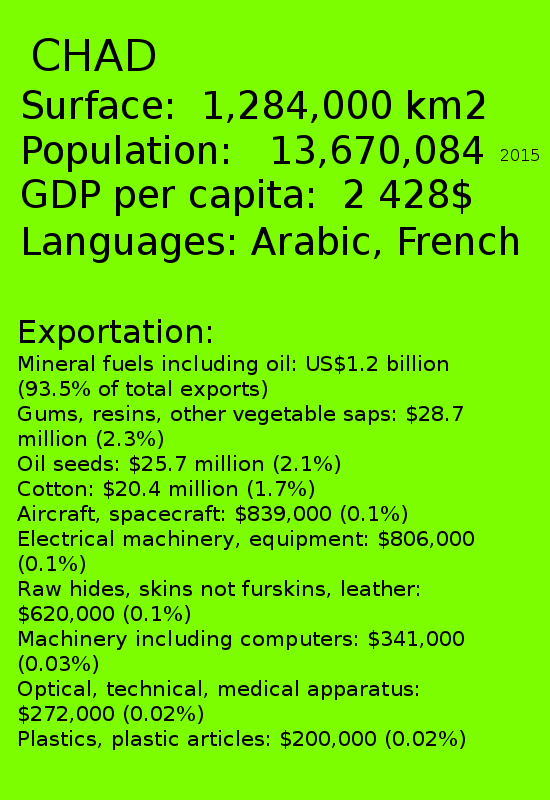 CHAD
Surface: 1,284,000 km2
Population: 13,670,084 2015
GDP per capita: 2 428$
Languages: Arabic, French
Exportation:
Mineral fuels including oil: US$1.2 billion
(93.5% of total exports)
Gums, resins, other vegetable saps: $28.7
million (2.3%)
Oil seeds: $25.7 million (2.1%)
Cotton: $20.4 million (1.7%)
Aircraft, spacecraft: $839,000 (0.1%)
Electrical machinery, equipment: $806,000
(0.1%)
Raw hides, skins not furskins, leather:
$620,000 (0.1%)
Machinery including computers: $341,000
(0.03%)
Optical, technical, medical apparatus:
$272,000 (0.02%)
Plastics, plastic articles: $200,000 (0.02%)